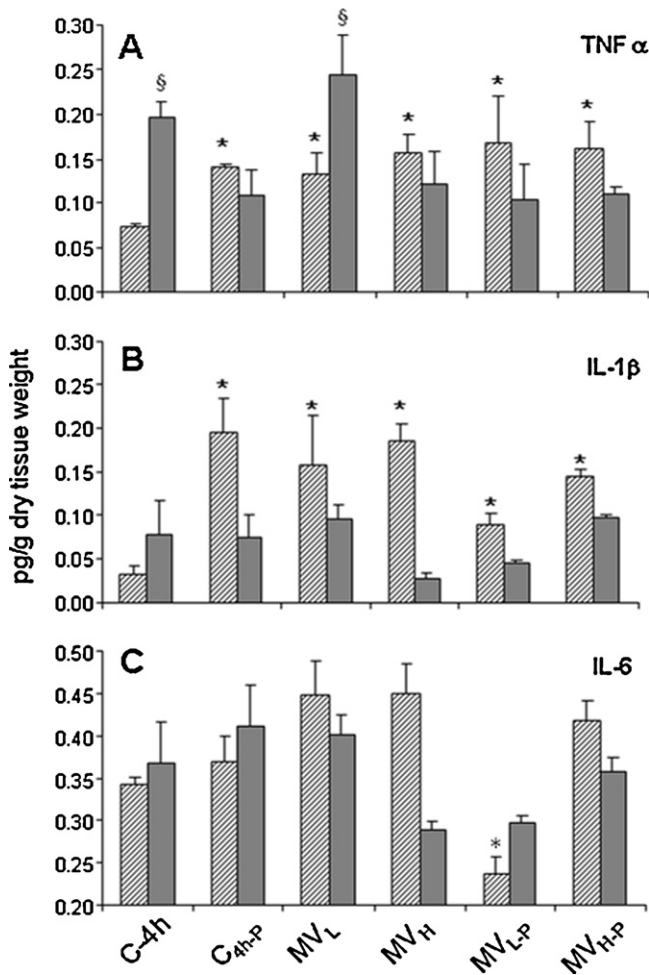 A
TNF α
0.30
0.25
0.20
0.15
0.10
0.05
0.00
§
*
*
§
*
*
*
B
IL-1β
0.30
0.25
0.20
0.15
0.10
0.05
0.00
*
*
*
*
*
pg/g dry tissue weight
C
IL-6
0.50
0.45
0.40
0.35
0.30
0.25
0.20
*
C-4h
C4h-P
MVL
MVH
MVL-P
MVH-P